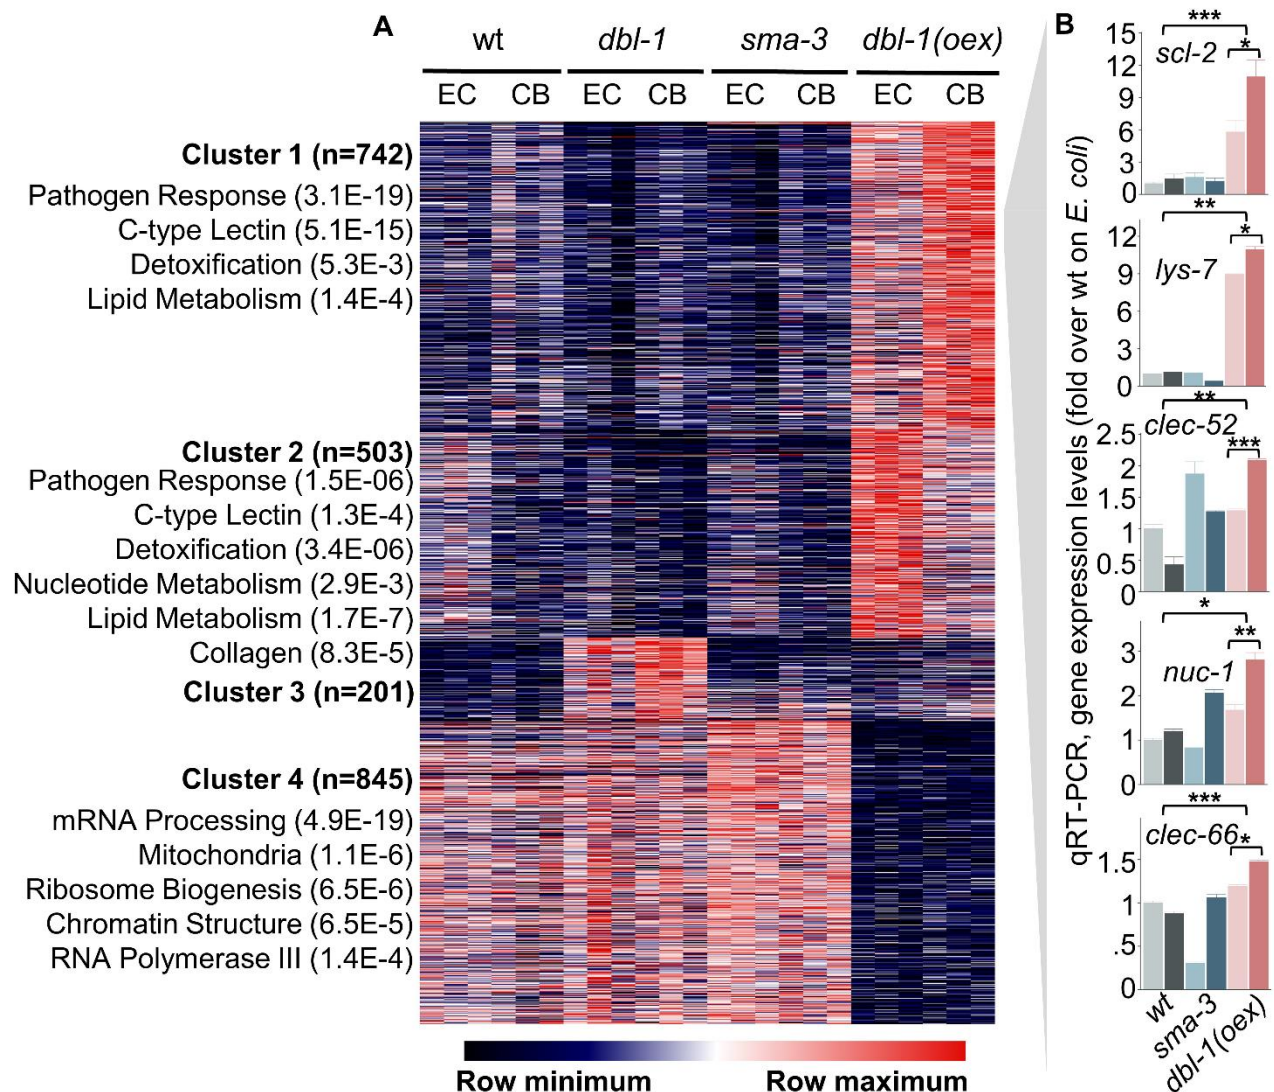 A
wt dbl-1 sma-3 dbl-1(oex)
EC CB EC CB EC CB EC CB
Cluster 1 (n=742)
Pathogen Response (3.1E-19)
C-type Lectin (5.1E-15)
Detoxification (5.3E-3)
Lipid Metabolism (1.4E-4)
Cluster 2 (n=503)
Pathogen Response (1.5E-06)
C-type Lectin (1.3E-4)
Detoxification (3.4E-06)
Nucleotide Metabolism (2.9E-3)
Lipid Metabolism (1.7E-7)
Collagen (8.3E-5)
Cluster 3 (n=201)
Cluster 4 (n=845)
mRNA Processing (4.9E-19)
Mitochondria (1.1E-6)
Ribosome Biogenesis (6.5E-6)
Chromatin Structure (6.5E-5)
RNA Polymerase III (1.4E-4)
Row minimum Row maximum
B
qRT-PCR, gene expression levels (fold over wt on E. coli)
15
12
9
6
3
0
scl-2
***
*
12
9
6
3
0
lys-7
**
*
2.5
2
1.5
1
0.5
clec-52
**
***
3
2
1
0
nuc-1
*
**
1.5
1
.5
0
clec-66
***
*
wt
sma-3
dbl-1(oex)